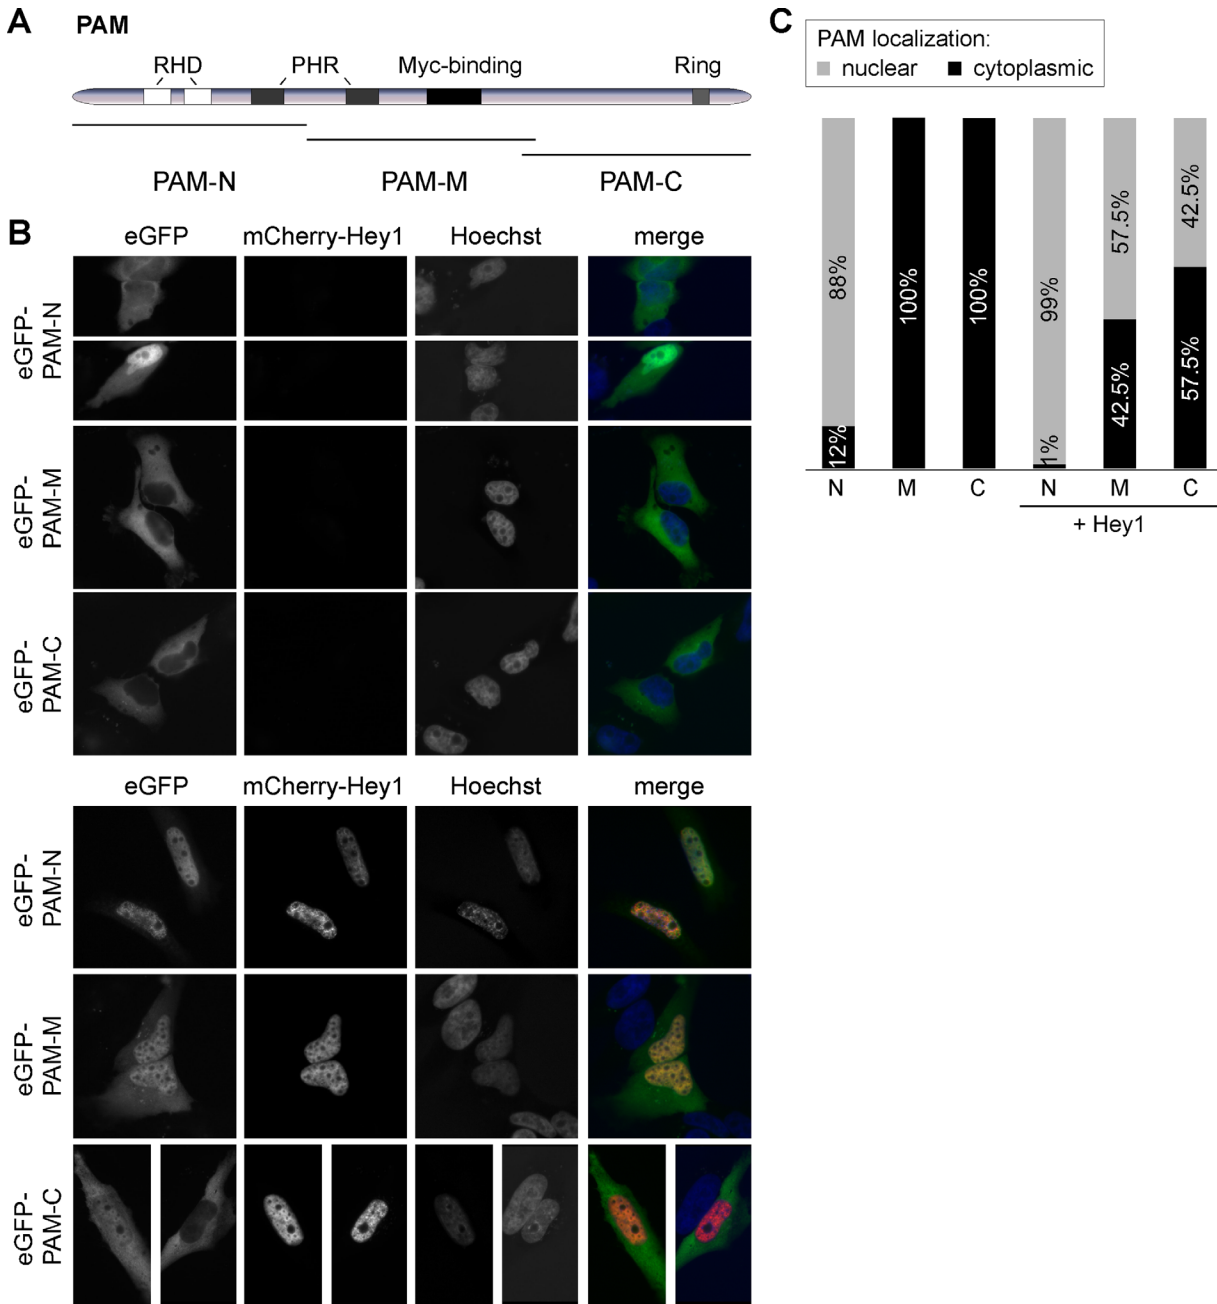 A
PAM
RHD
PHR
Myc-binding
Ring
PAM-N
PAM-M
PAM-C
B
eGFP
mCherry-Hey1
Hoechst
merge
eGFP-
PAM-N
eGFP-
PAM-M
eGFP-
PAM-C
eGFP
mCherry-Hey1
Hoechst
merge
eGFP-
PAM-N
eGFP-
PAM-M
eGFP-
PAM-C
C
PAM localization:
nuclear
cytoplasmic
88%
12%
100%
100%
99%
1%
57.5%
42.5%
42.5%
57.5%
N
M
C
N
M
C
+ Hey1